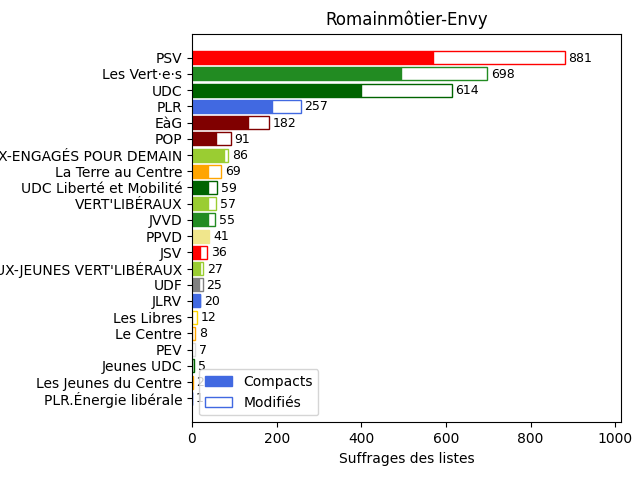 Romainmôtier-Envy
PSV 881
Les Vert·e·s 698
UDC 614
PLR 257
EàG 182
POP 91
X-ENGAGÉS POUR DEMAIN 86
La Terre au Centre 69
UDC Liberté et Mobilité 59
VERT'LIBÉRAUX 57
JVVD 55
PPVD 41
JSV 36
UX-JEUNES VERT'LIBÉRAUX 27
UDF 25
JLRV 20
Les Libres 12
Le Centre 8
PEV 7
Jeunes UDC 5
Les Jeunes du Centre
PLR.Énergie libérale
Compacts
Modifiés
0 200 400 600 800 1000
Suffrages des listes